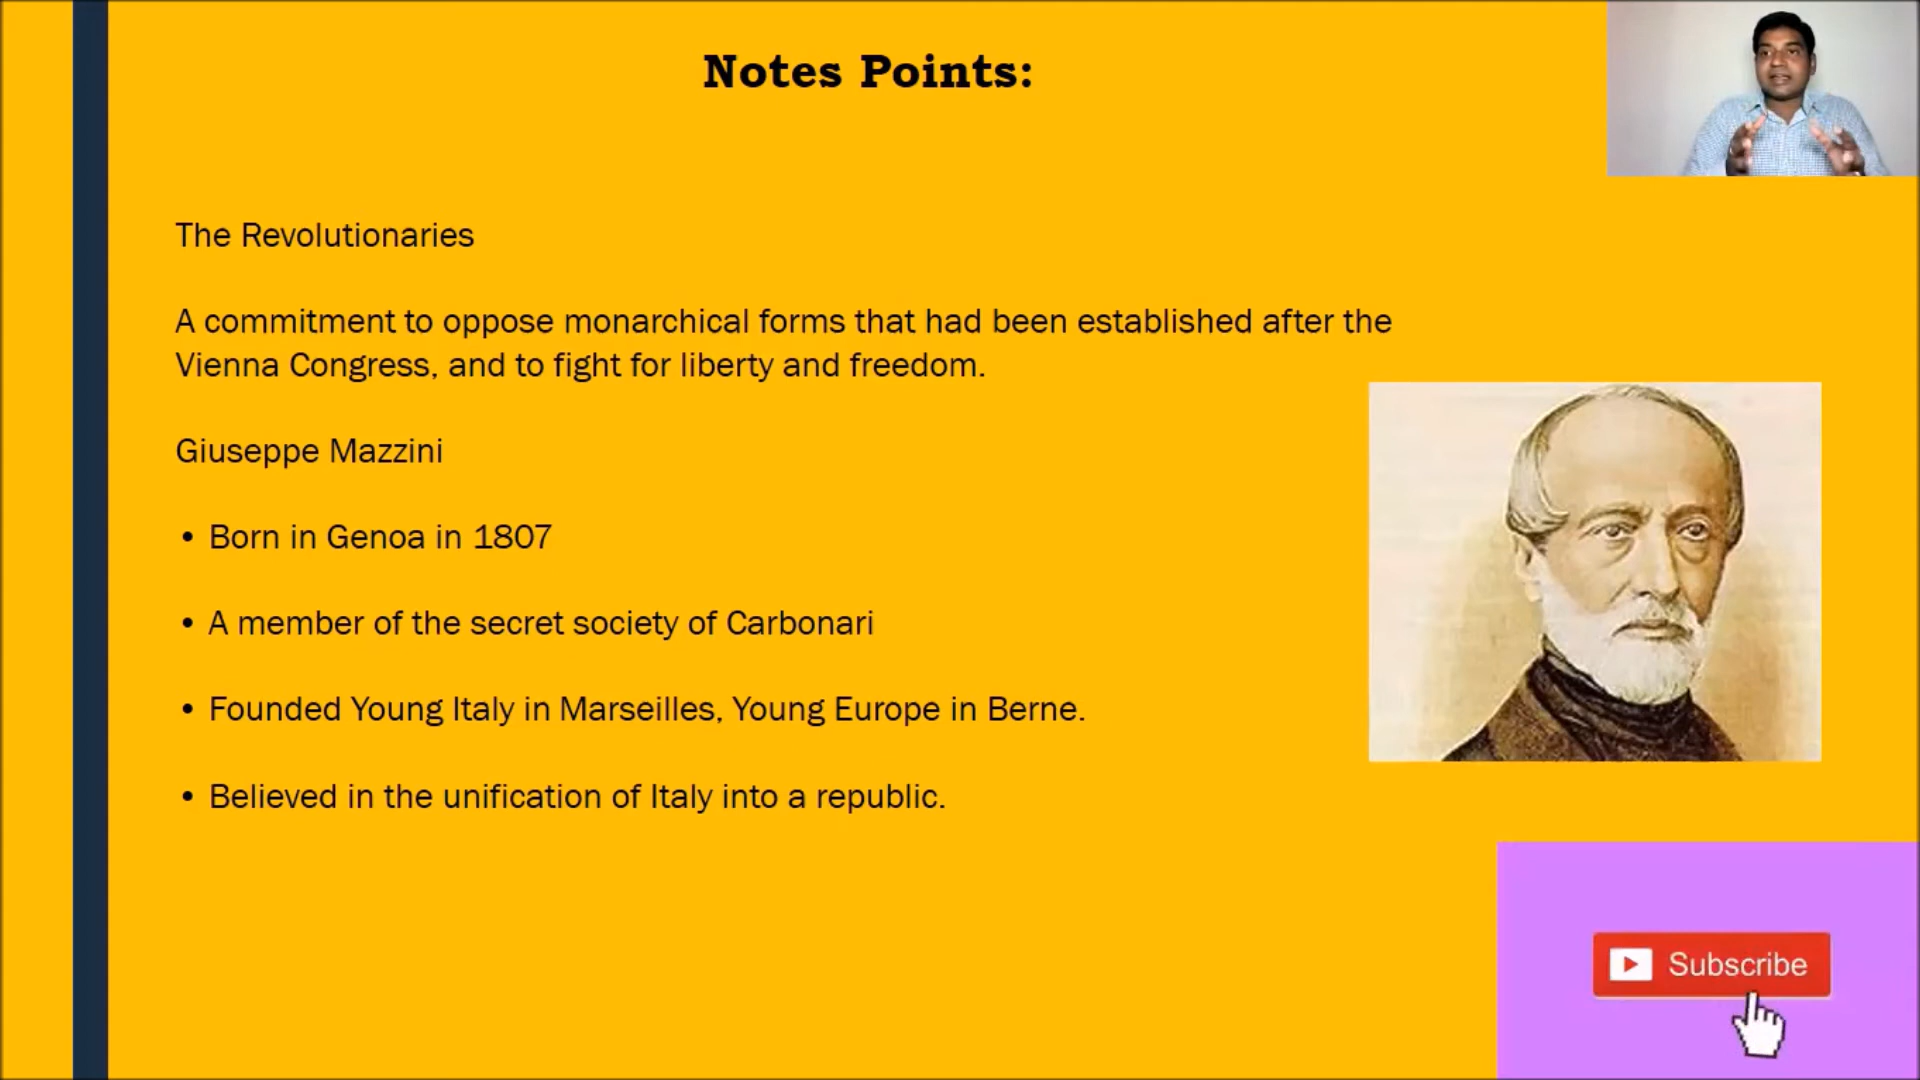 Notes Points:
The Revolutionaries
A commitment to oppose monarchical forms that had been established after the
Vienna Congress, and to fight for liberty and freedom.
Giuseppe Mazzini
• Born in Genoa in 1807
• A member of the secret society of Carbonari
• Founded Young Italy in Marseilles, Young Europe in Berne.
• Believed in the unification of Italy into a republic.
Subscribe